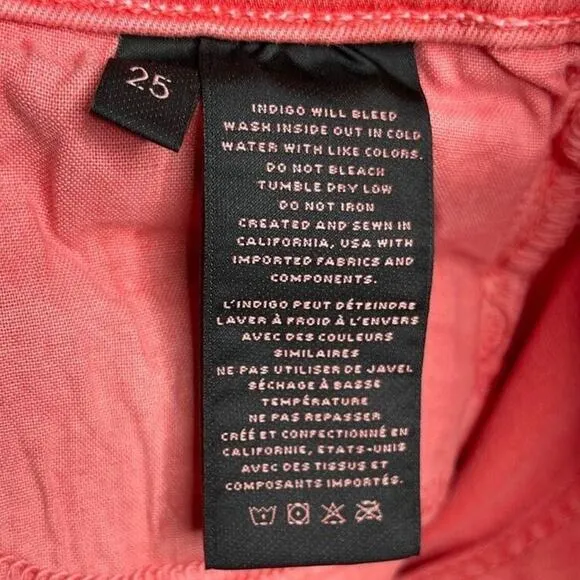 25
INDIGO WILL BLEED
WASH INSIDE OUT IN COLD
WATER WITH LIKE COLORS.
DO NOT BLEACH
TUMBLE DRY LOW
DO NOT IRON
CREATED AND SEWN IN
CALIFORNIA, USA WITH
IMPORTED FABRICS AND
COMPONENTS.
L'INDIGO PEUT DÉTEINDRE
LAVER À FROID À L'ENVERS
AVEC DES COULEURS
SIMILAIRES
NE PAS UTILISER DE JAVEL
SÉCHAGE À BASSE
TEMPÉRATURE
NE PAS REPASSER
CRÉÉ ET CONFECTIONNÉ EN
CALIFORNIE, ETATS-UNIS
AVEC DES TISSUS ET
COMPOSANTS IMPORTÉS.